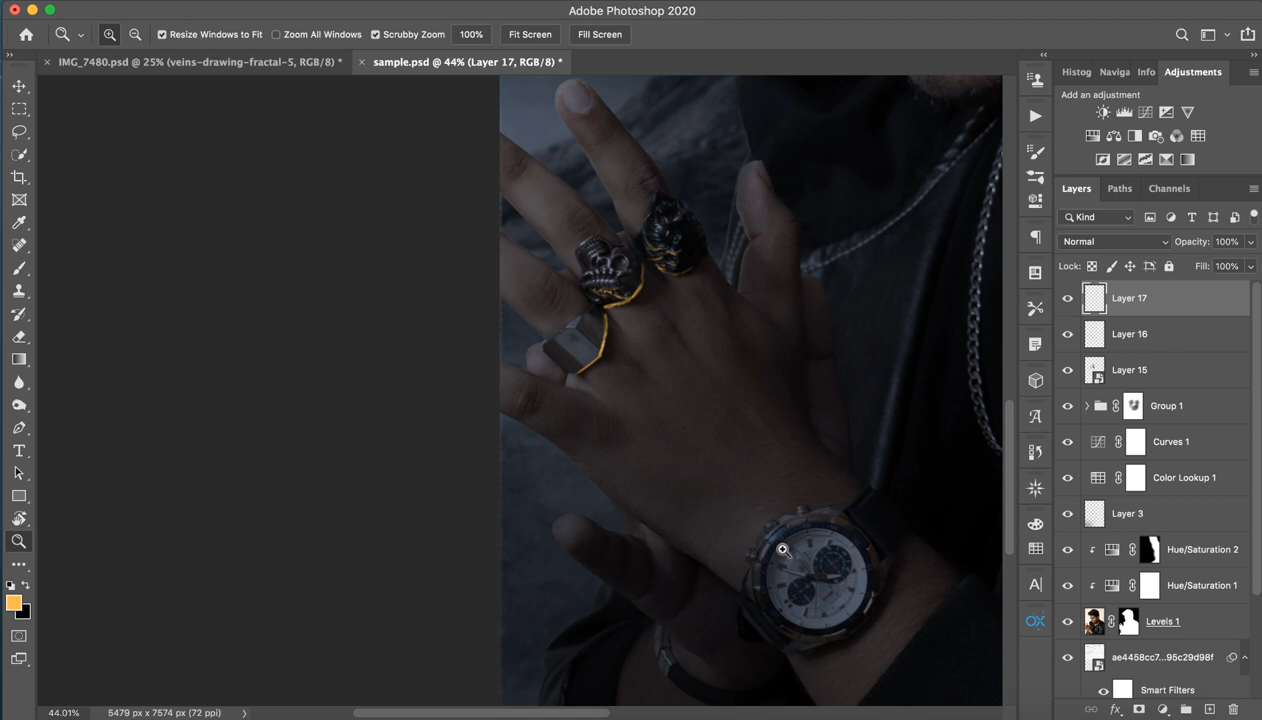 Adobe Photoshop 2020
Resize Windows to Fit Zoom All Windows Scrubby Zoom 100% Fit Screen Fill Screen
IMG_7480.psd @ 25% (veins-drawing-fractal-5, RGB/8) * sample.psd @ 44% (Layer 17, RGB/8) *
Histog Naviga Info Adjustments
Add an adjustment
Layers Paths Channels
Kind
Normal Opacity: 100%
Lock: Fill: 100%
Layer 17
Layer 16
Layer 15
Group 1
Curves 1
Color Lookup 1
Layer 3
Hue/Saturation 2
Hue/Saturation 1
Levels 1
ae4458cc7...95c29d98f
Smart Filters
44.01% 5479 px x 7574 px (72 ppi)